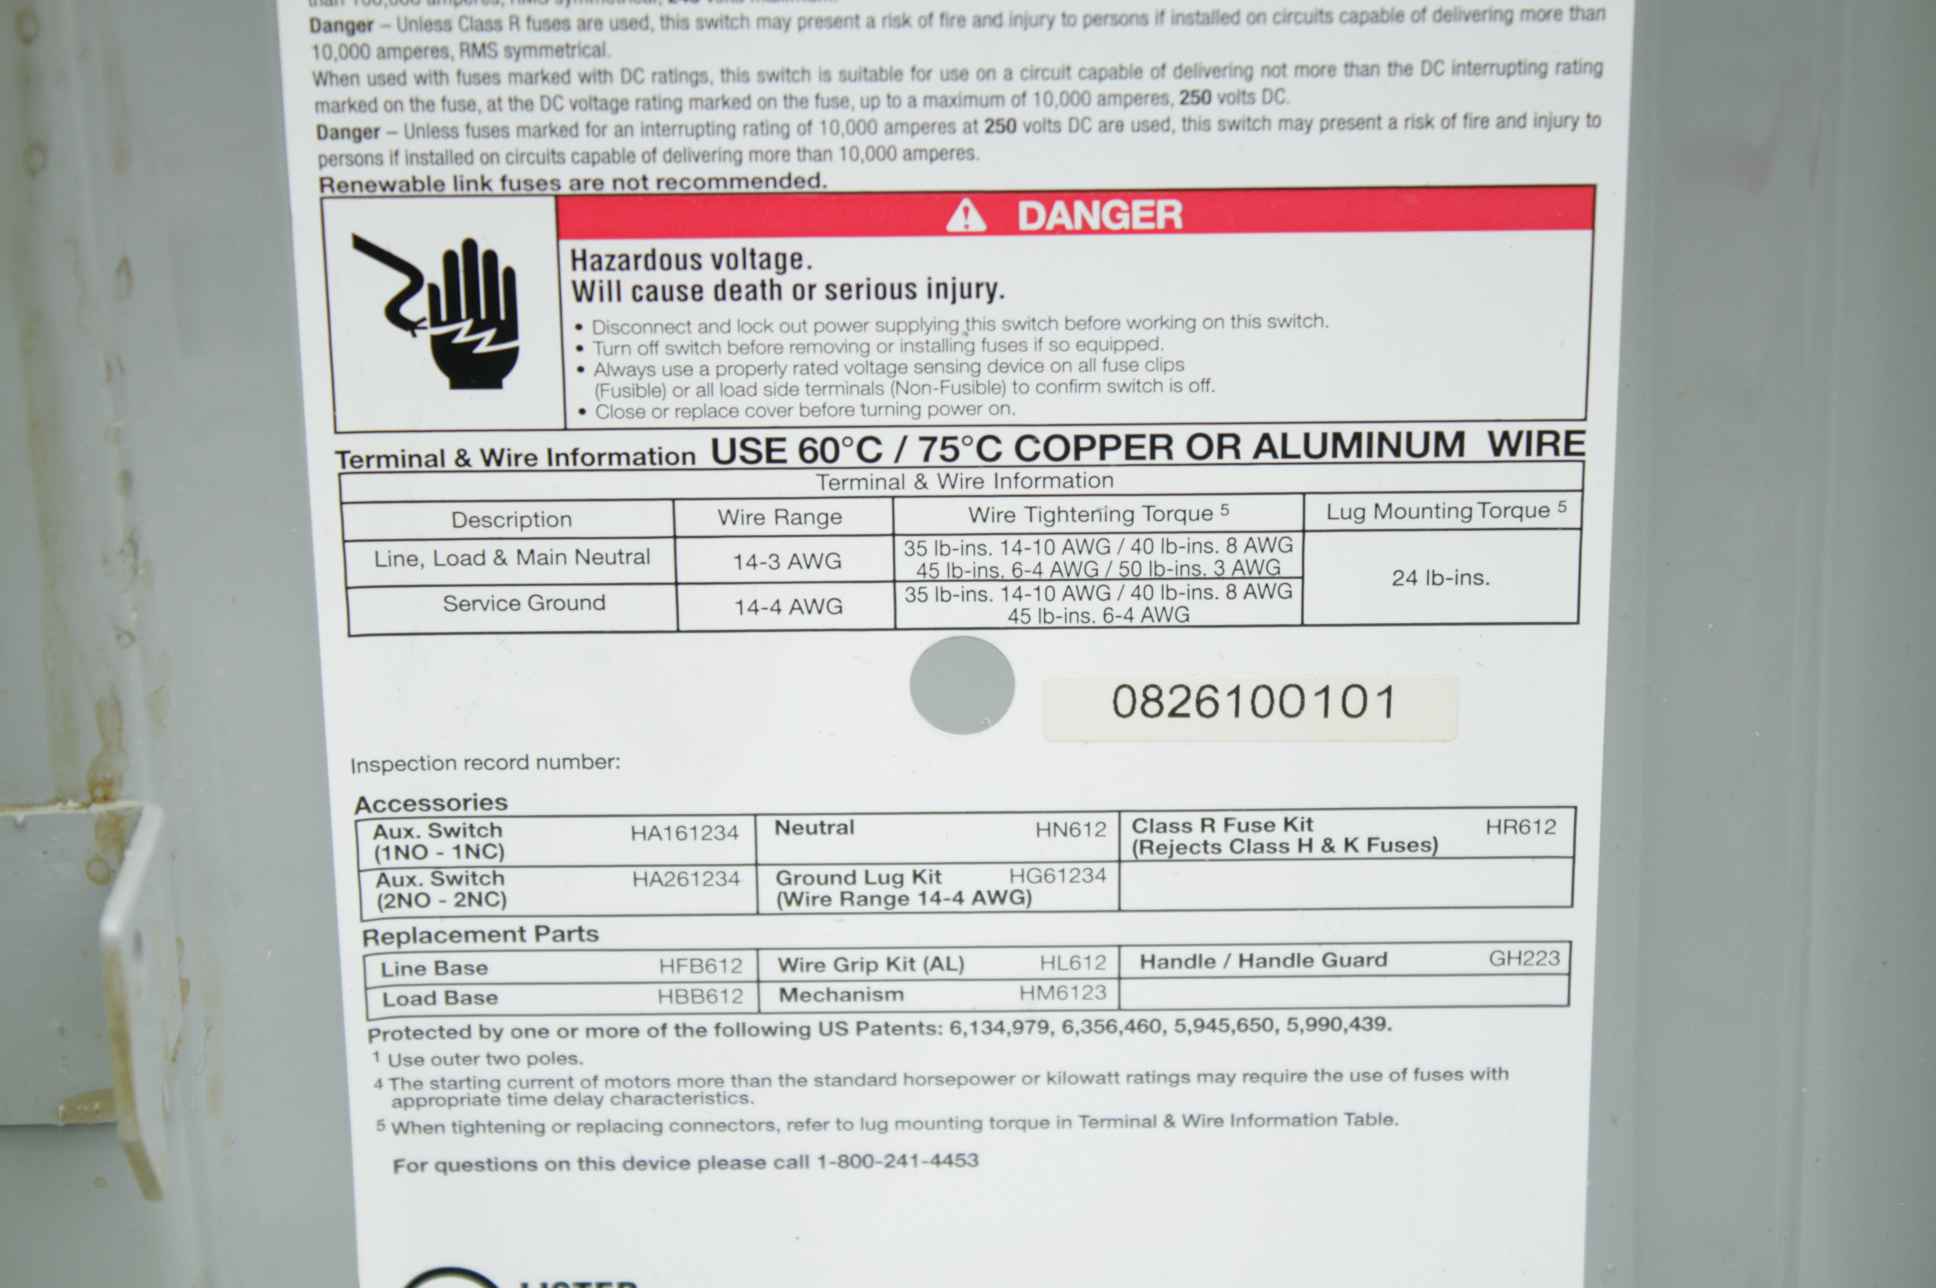 Danger – Unless Class R fuses are used, this switch may present a risk of fire and injury to persons if installed on circuits capable of delivering more than
10,000 amperes, RMS symmetrical.
When used with fuses marked with DC ratings, this switch is suitable for use on a circuit capable of delivering not more than the DC interrupting rating
marked on the fuse, at the DC voltage rating marked on the fuse, up to a maximum of 10,000 amperes, 250 volts DC.
Danger – Unless fuses marked for an interrupting rating of 10,000 amperes at 250 volts DC are used, this switch may present a risk of fire and injury to
persons if installed on circuits capable of delivering more than 10,000 amperes.
Renewable link fuses are not recommended.
DANGER
Hazardous voltage.
Will cause death or serious injury.
• Disconnect and lock out power supplying this switch before working on this switch.
• Turn off switch before removing or installing fuses if so equipped.
• Always use a properly rated voltage sensing device on all fuse clips
(Fusible) or all load side terminals (Non-Fusible) to confirm switch is off.
• Close or replace cover before turning power on.
Terminal & Wire Information USE 60°C / 75°C COPPER OR ALUMINUM WIRE
Terminal & Wire Information
Description Wire Range Wire Tightening Torque 5 Lug Mounting Torque 5
Line, Load & Main Neutral 14-3 AWG 35 lb-ins. 14-10 AWG / 40 lb-ins. 8 AWG
45 lb-ins. 6-4 AWG / 50 lb-ins. 3 AWG
24 lb-ins.
Service Ground 14-4 AWG 35 lb-ins. 14-10 AWG / 40 lb-ins. 8 AWG
45 lb-ins. 6-4 AWG
0826100101
Inspection record number:
Accessories
Aux. Switch HA161234 Neutral HN612 Class R Fuse Kit HR612
(1NO - 1NC) (Rejects Class H & K Fuses)
Aux. Switch HA261234 Ground Lug Kit HG61234
(2NO - 2NC) (Wire Range 14-4 AWG)
Replacement Parts
Line Base HFB612 Wire Grip Kit (AL) HL612 Handle / Handle Guard GH223
Load Base HBB612 Mechanism HM6123
Protected by one or more of the following US Patents: 6,134,979, 6,356,460, 5,945,650, 5,990,439.
1 Use outer two poles.
4 The starting current of motors more than the standard horsepower or kilowatt ratings may require the use of fuses with
appropriate time delay characteristics.
5 When tightening or replacing connectors, refer to lug mounting torque in Terminal & Wire Information Table.
For questions on this device please call 1-800-241-4453
LISTED